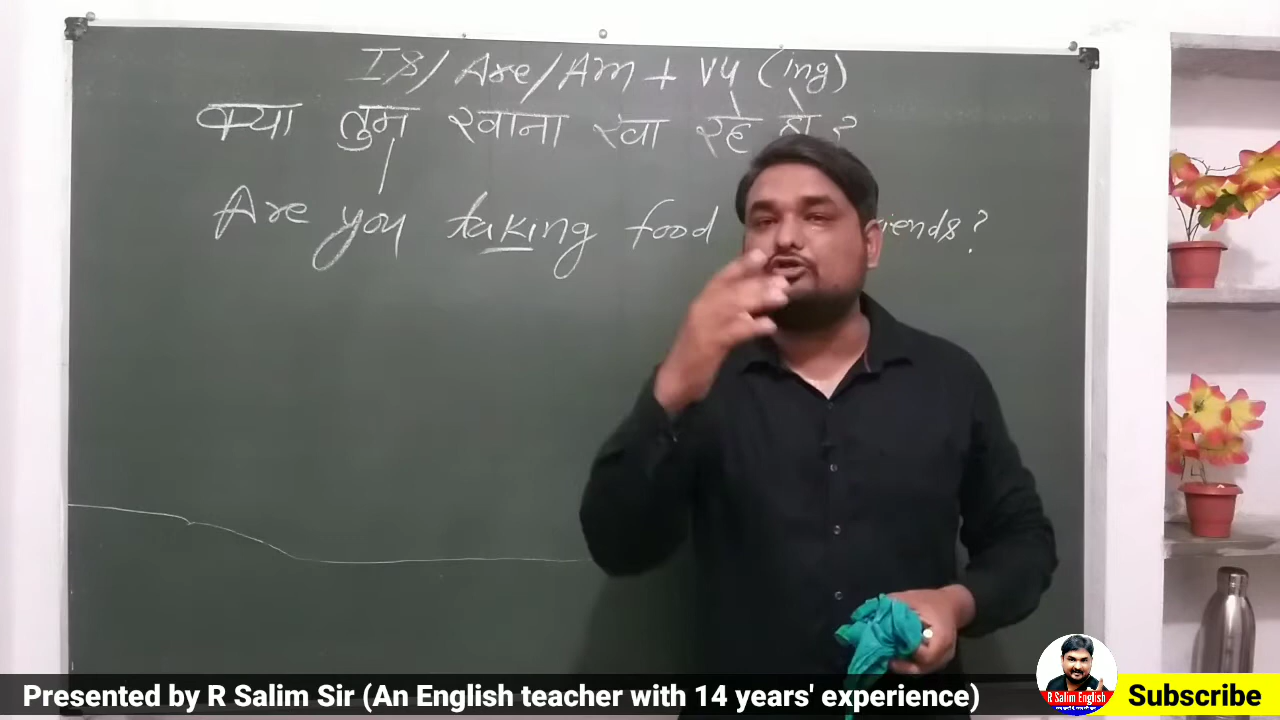 Is/Are/Am + V4 (ing)
क्या तुम खाना खा रहे हो ?
Are you taking food friends?
Presented by R Salim Sir (An English teacher with 14 years' experience)
R Salim English
Subscribe